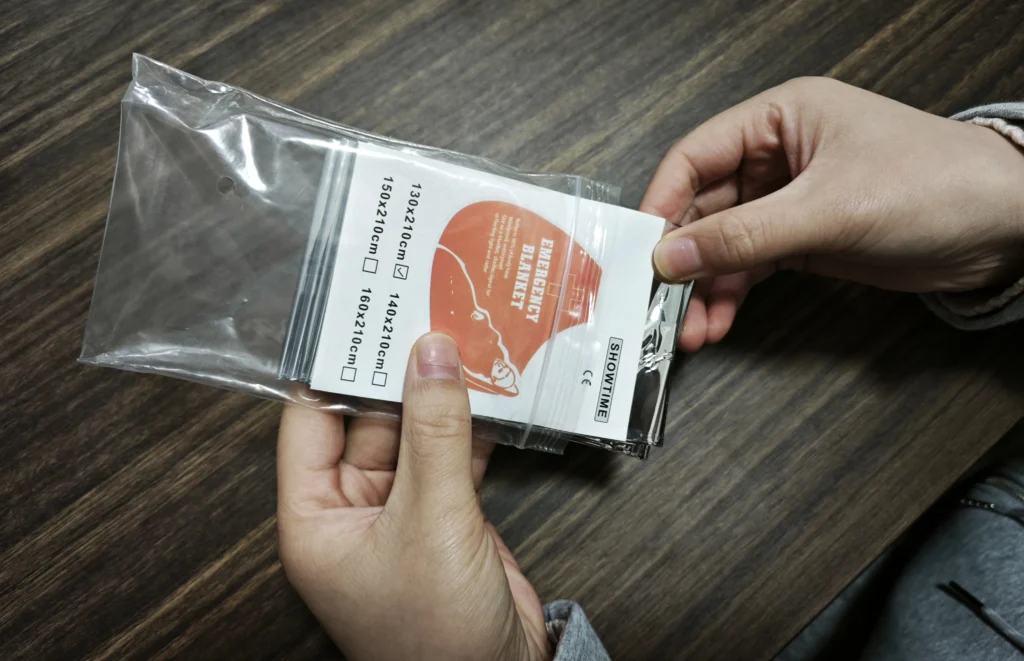 SHOWTIME
CE
EMERGENCY
BLANKET
130x210cm ☑ 140x210cm ☐
150x210cm ☐ 160x210cm ☐